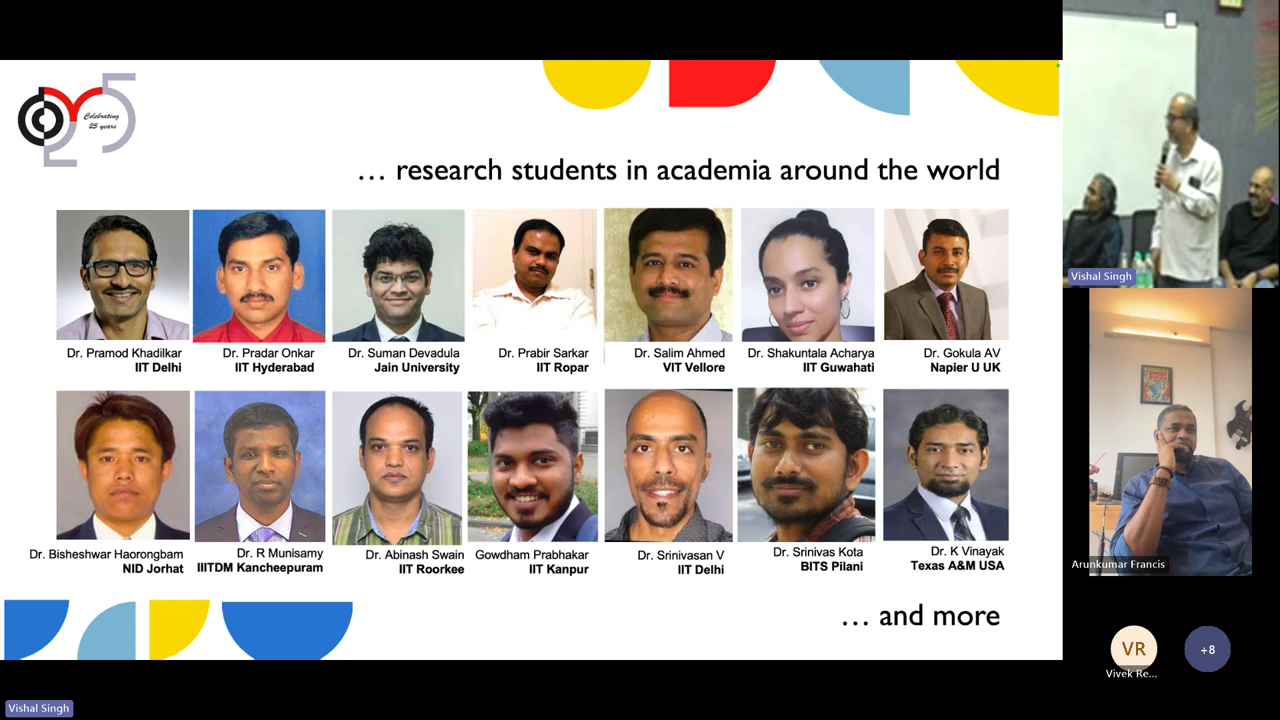 Celebrating
25 years
25
… research students in academia around the world
Dr. Pramod Khadilkar
IIT Delhi
Dr. Pradar Onkar
IIT Hyderabad
Dr. Suman Devadula
Jain University
Dr. Prabir Sarkar
IIT Ropar
Dr. Salim Ahmed
VIT Vellore
Dr. Shakuntala Acharya
IIT Guwahati
Dr. Gokula AV
Napier U UK
Dr. Bisheshwar Haorongbam
NID Jorhat
Dr. R Munisamy
IIITDM Kancheepuram
Dr. Abinash Swain
IIT Roorkee
Gowdham Prabhakar
IIT Kanpur
Dr. Srinivasan V
IIT Delhi
Dr. Srinivas Kota
BITS Pilani
Dr. K Vinayak
Texas A&M USA
… and more
Vishal Singh
Arunkumar Francis
VR
Vivek Re...
+8
Vishal Singh